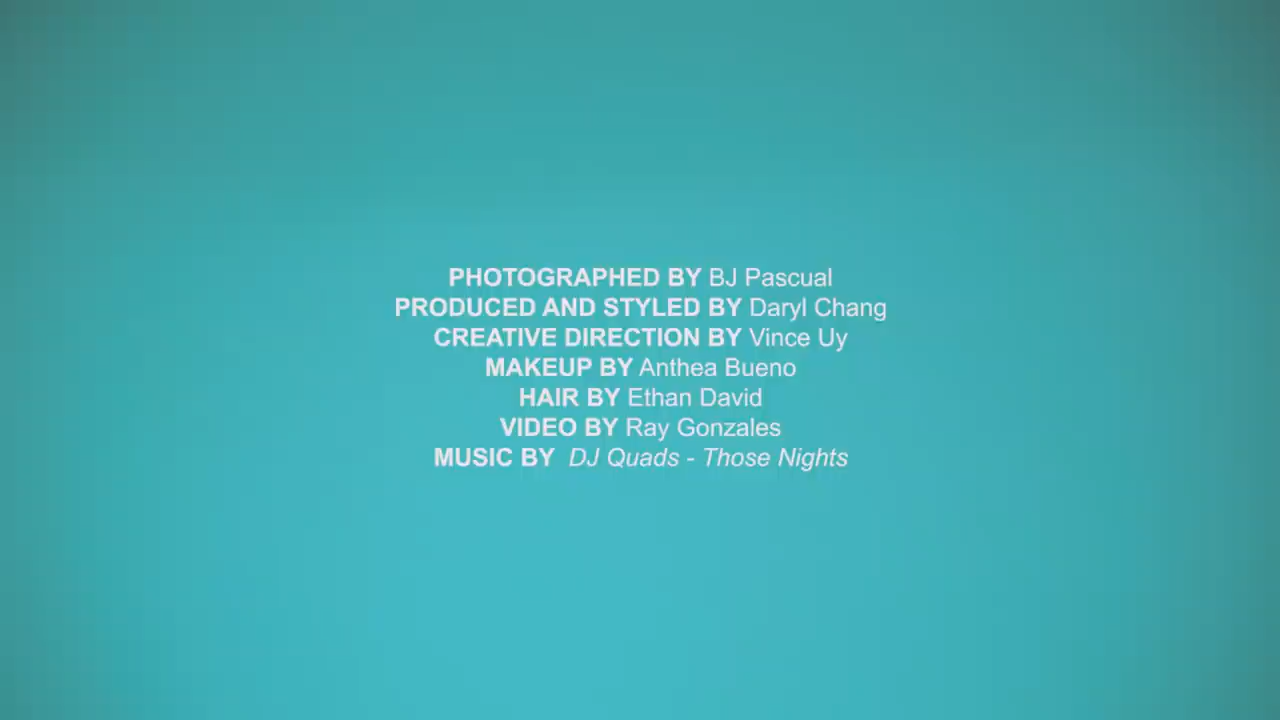 PHOTOGRAPHED BY BJ Pascual
PRODUCED AND STYLED BY Daryl Chang
CREATIVE DIRECTION BY Vince Uy
MAKEUP BY Anthea Bueno
HAIR BY Ethan David
VIDEO BY Ray Gonzales
MUSIC BY DJ Quads - Those Nights